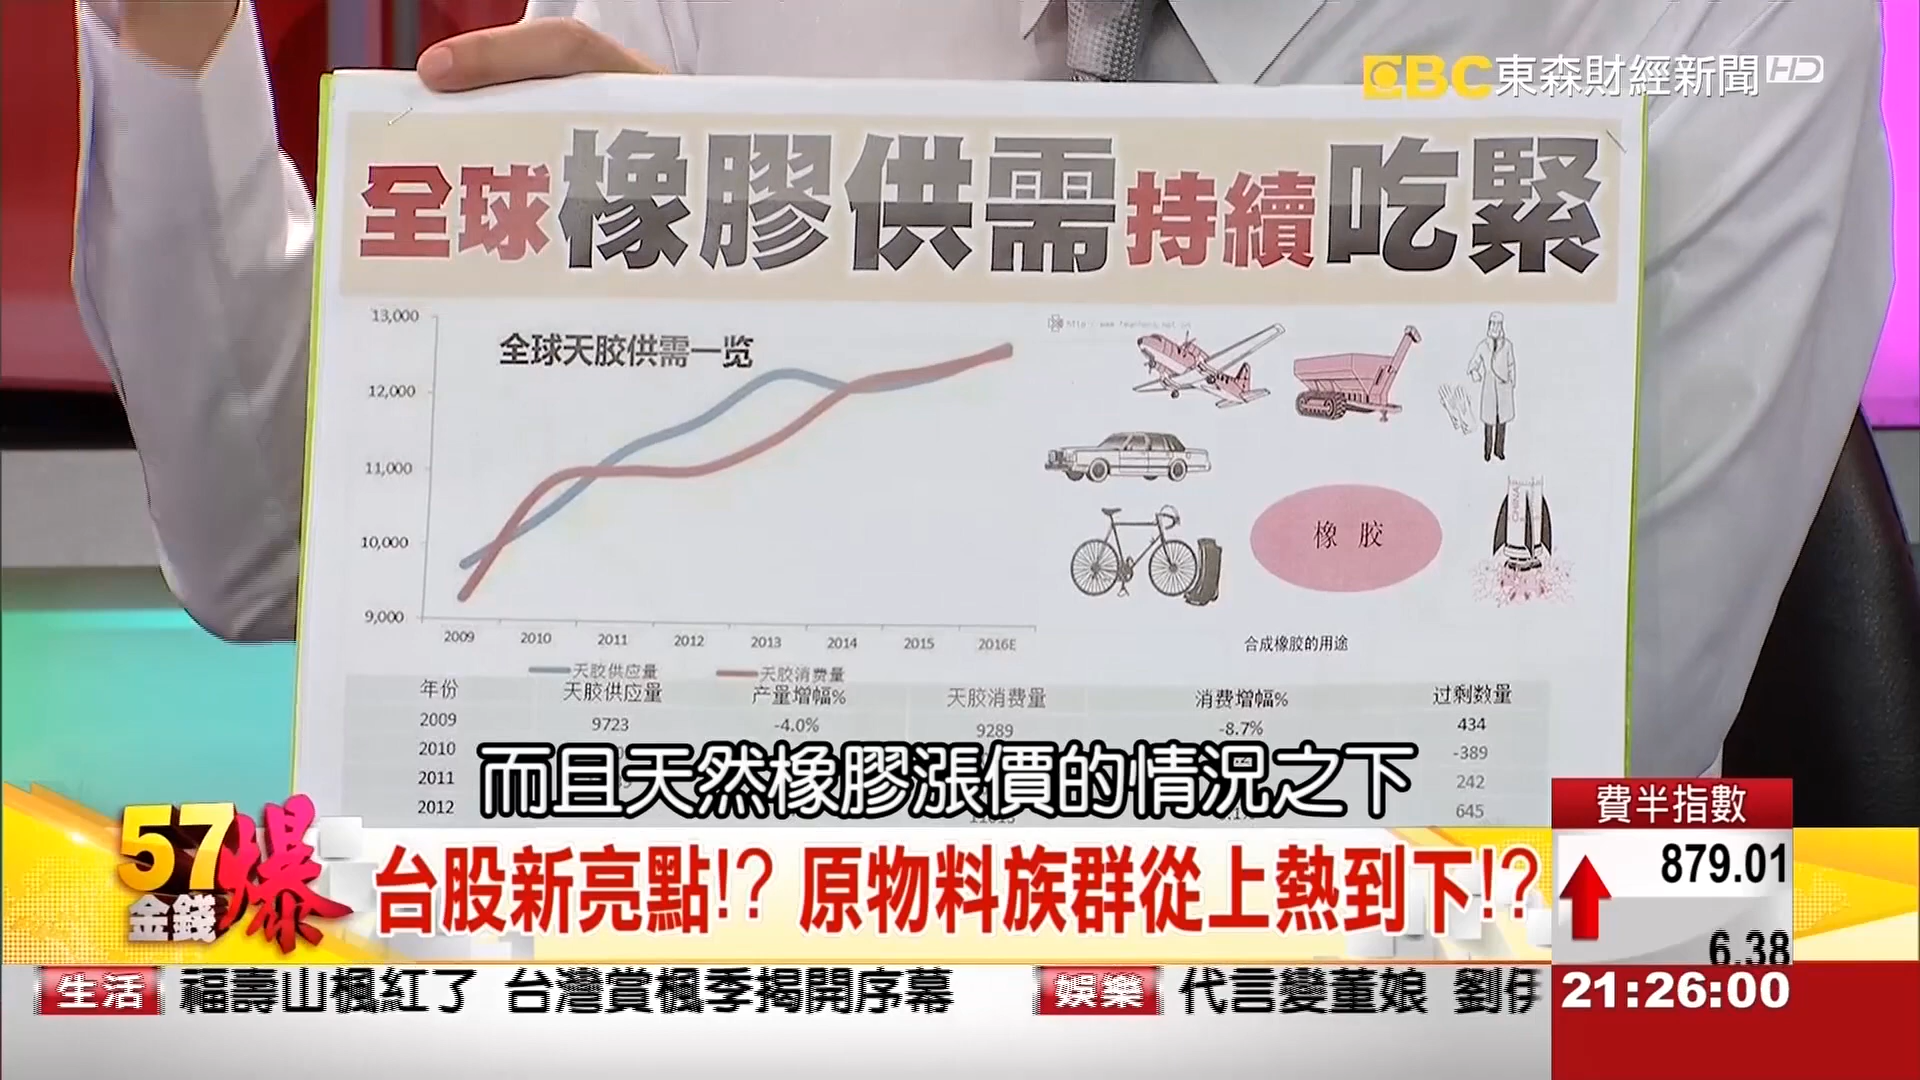 EBC東森財經新聞HD
全球橡膠供需持續吃緊
全球天胶供需一览
13,000
12,000
11,000
10,000
9,000
2009 2010 2011 2012 2013 2014 2015 2016E
天胶供应量 天胶消费量
CHINA
橡 胶
合成橡胶的用途
年份 天胶供应量 产量增幅% 天胶消费量 消费增幅% 过剩数量
2009 9723 -4.0% 9289 -8.7% 434
2010 -389
2011 242
2012 645
而且天然橡膠漲價的情況之下
57金錢爆
台股新亮點!? 原物料族群從上熱到下!?
費半指數
879.01
6.38
生活 福壽山楓紅了 台灣賞楓季揭開序幕 娛樂 代言變董娘 劉伊
21:26:00